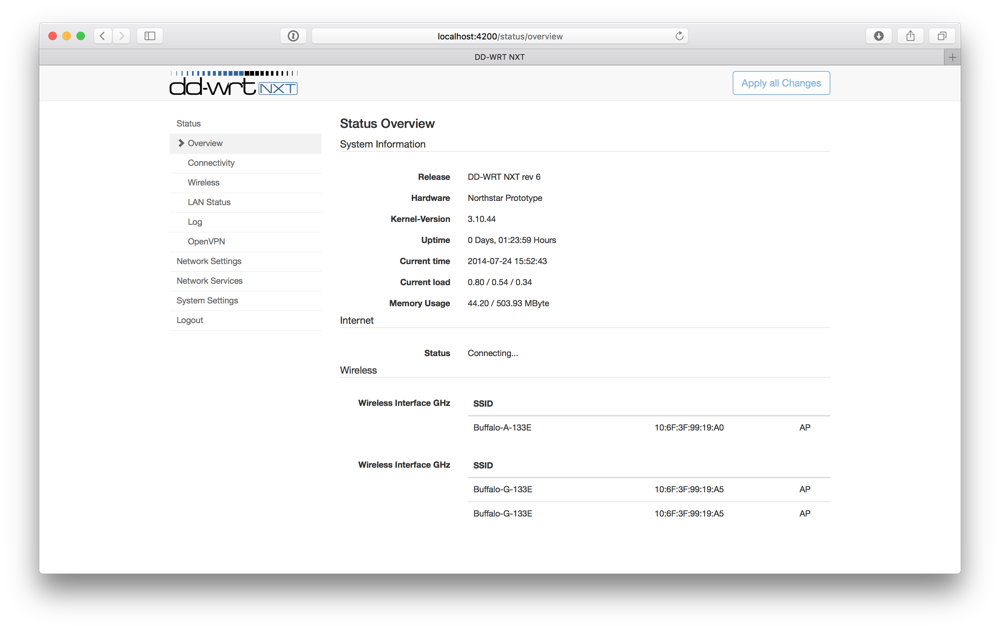 localhost:4200/status/overview
DD-WRT NXT
dd-wrt NXT
Apply all Changes
Status
Overview
Connectivity
Wireless
LAN Status
Log
OpenVPN
Network Settings
Network Services
System Settings
Logout
Status Overview
System Information
Release DD-WRT NXT rev 6
Hardware Northstar Prototype
Kernel-Version 3.10.44
Uptime 0 Days, 01:23:59 Hours
Current time 2014-07-24 15:52:43
Current load 0.80 / 0.54 / 0.34
Memory Usage 44.20 / 503.93 MByte
Internet
Status Connecting...
Wireless
Wireless Interface GHz SSID
Buffalo-A-133E 10:6F:3F:99:19:A0 AP
Wireless Interface GHz SSID
Buffalo-G-133E 10:6F:3F:99:19:A5 AP
Buffalo-G-133E 10:6F:3F:99:19:A5 AP